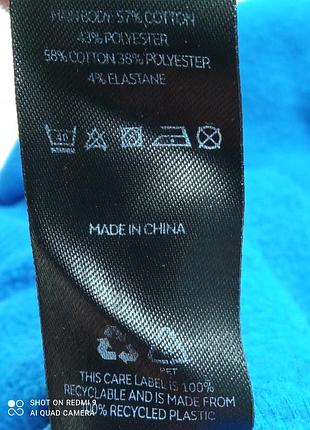 MAIN BODY: 57% COTTON
43% POLYESTER
58% COTTON 38% POLYESTER
4% ELASTANE
40
MADE IN CHINA
PET
THIS CARE LABEL IS 100%
RECYCLABLE AND IS MADE FROM
RECYCLED PLASTIC
SHOT ON REDMI 9
AI QUAD CAMERA